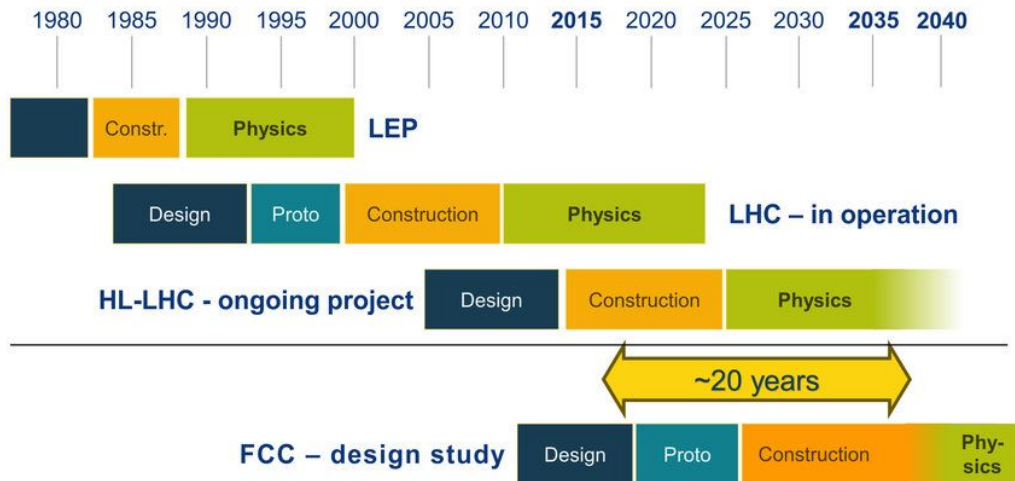 1980 1985 1990 1995 2000 2005 2010 2015 2020 2025 2030 2035 2040
Constr. Physics LEP
Design Proto Construction Physics LHC – in operation
HL-LHC - ongoing project Design Construction Physics
~20 years
FCC – design study Design Proto Construction Phy-
sics